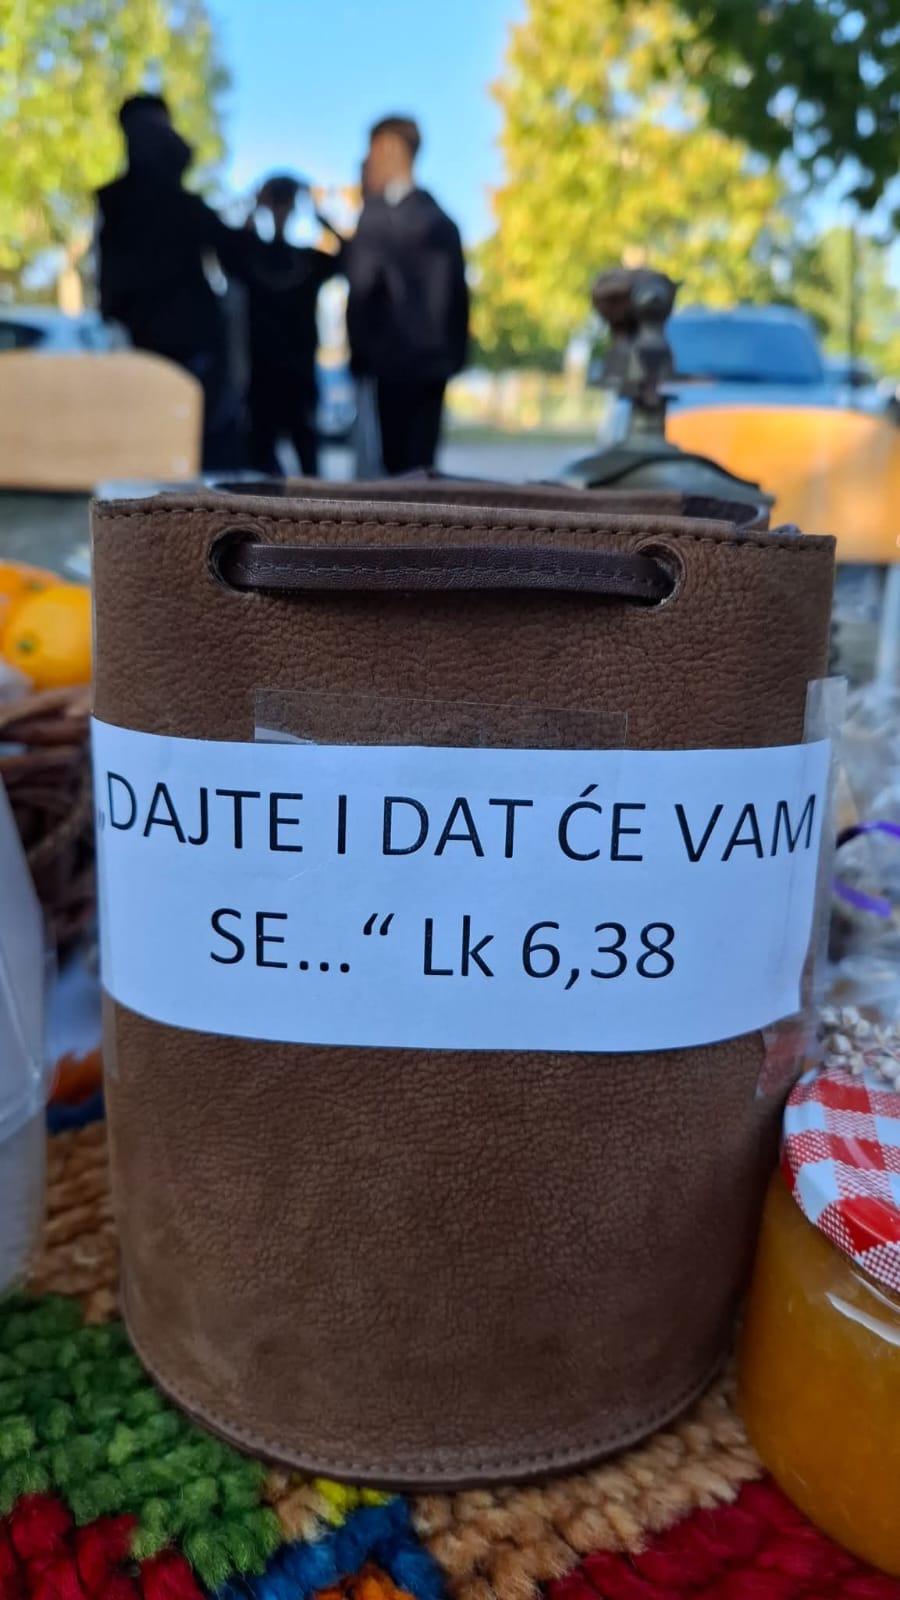 „DAJTE I DAT ĆE VAM
SE...“ Lk 6,38